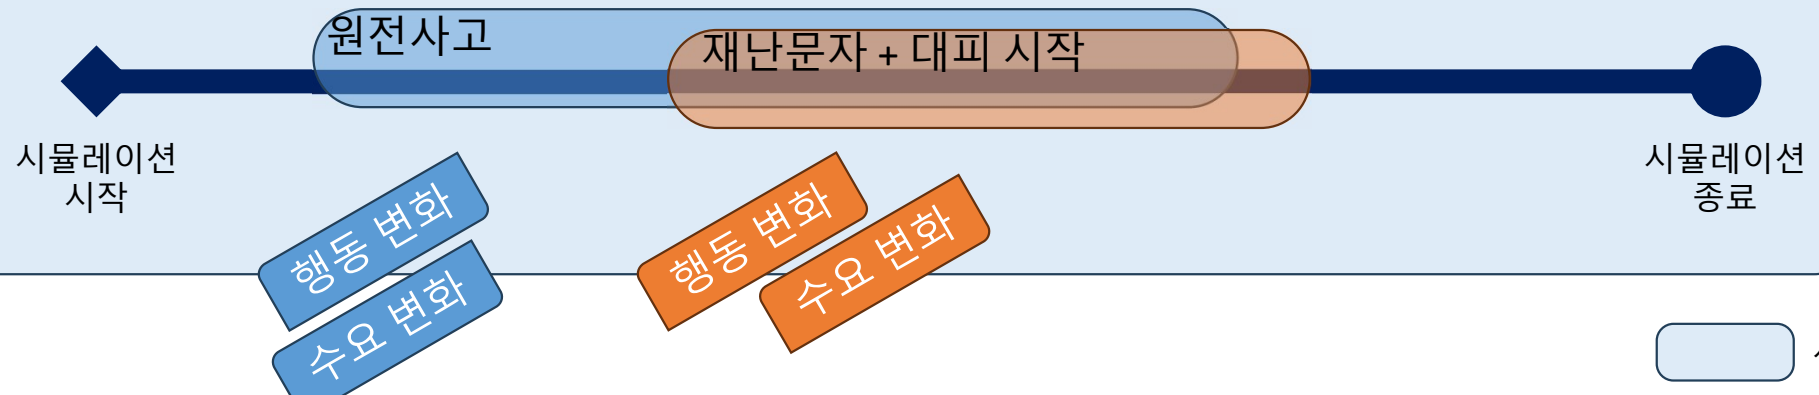 원전사고
재난문자 + 대피 시작
시뮬레이션
시작
시뮬레이션
종료
행동 변화
수요 변화
행동 변화
수요 변화